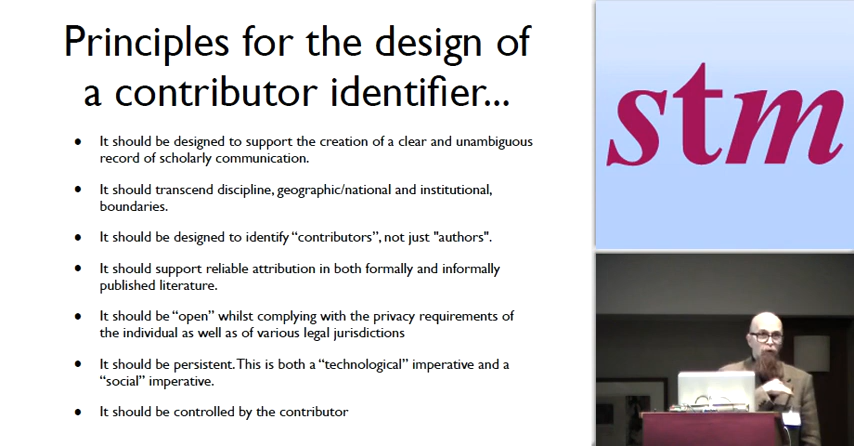 Principles for the design of
a contributor identifier...
• It should be designed to support the creation of a clear and unambiguous
record of scholarly communication.
• It should transcend discipline, geographic/national and institutional,
boundaries.
• It should be designed to identify “contributors”, not just "authors".
• It should support reliable attribution in both formally and informally
published literature.
• It should be “open” whilst complying with the privacy requirements of
the individual as well as of various legal jurisdictions
• It should be persistent. This is both a “technological” imperative and a
“social” imperative.
• It should be controlled by the contributor
stm